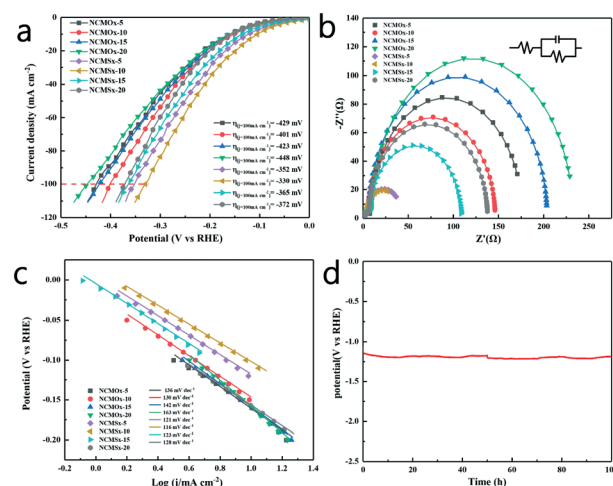 a
NCMOx-5
NCMOx-10
NCMOx-15
NCMOx-20
NCMSx-5
NCMSx-10
NCMSx-15
NCMSx-20
η(j=100mA cm⁻²)= -429 mV
η(j=100mA cm⁻²)= -401 mV
η(j=100mA cm⁻²)= -423 mV
η(j=100mA cm⁻²)= -448 mV
η(j=100mA cm⁻²)= -352 mV
η(j=100mA cm⁻²)= -330 mV
η(j=100mA cm⁻²)= -365 mV
η(j=100mA cm⁻²)= -372 mV
0
-20
-40
-60
-80
-100
-120
Current density (mA cm⁻²)
-0.5 -0.4 -0.3 -0.2 -0.1 0.0
Potential (V vs RHE)
b
NCMOx-5
NCMOx-10
NCMOx-15
NCMOx-20
NCMSx-5
NCMSx-10
NCMSx-15
NCMSx-20
140
120
100
80
60
40
20
0
-Z''(Ω)
0 50 100 150 200 250
Z'(Ω)
c
0.00
-0.05
-0.10
-0.15
-0.20
Potential (V vs RHE)
NCMOx-5
NCMOx-10
NCMOx-15
NCMOx-20
NCMSx-5
NCMSx-10
NCMSx-15
NCMSx-20
136 mV dec⁻¹
130 mV dec⁻¹
142 mV dec⁻¹
163 mV dec⁻¹
121 mV dec⁻¹
116 mV dec⁻¹
123 mV dec⁻¹
128 mV dec⁻¹
-0.2 0.0 0.2 0.4 0.6 0.8 1.0 1.2 1.4
Log (j/mA cm⁻²)
d
0.0
-0.5
-1.0
-1.5
-2.0
-2.5
potential(V vs RHE)
0 20 40 60 80 100
Time (h)